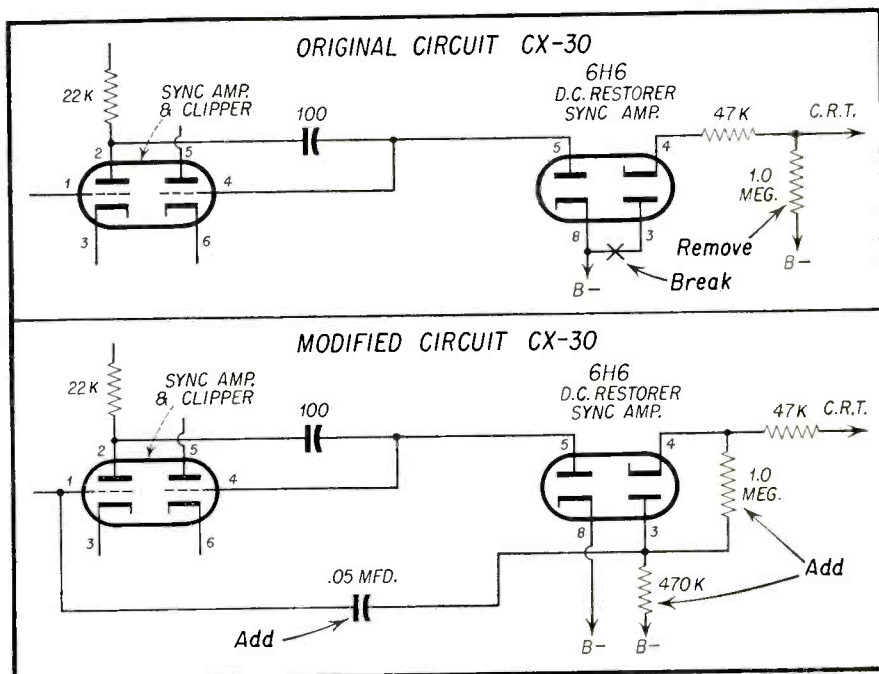 ORIGINAL CIRCUIT CX-30
22K
SYNC AMP.
& CLIPPER
100
6H6
D.C. RESTORER
SYNC AMP.
47K
C.R.T.
2
5
1
4
3
6
5
4
8
3
1.0
MEG.
Remove
B-
Break
B-
MODIFIED CIRCUIT CX-30
22K
SYNC AMP.
& CLIPPER
100
6H6
D.C. RESTORER
SYNC AMP.
47K
C.R.T.
2
5
1
4
3
6
5
4
8
3
1.0
MEG.
.05 MFD.
Add
470K
Add
B-
B-